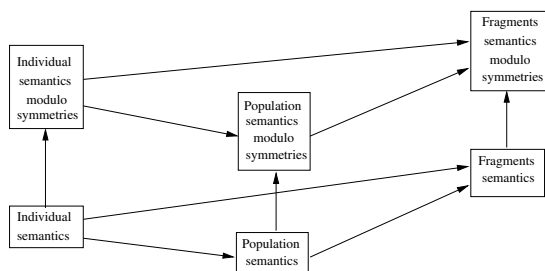 Fragments
semantics
modulo
symmetries
Individual
semantics
modulo
symmetries
Population
semantics
modulo
symmetries
Fragments
semantics
Individual
semantics
Population
semantics